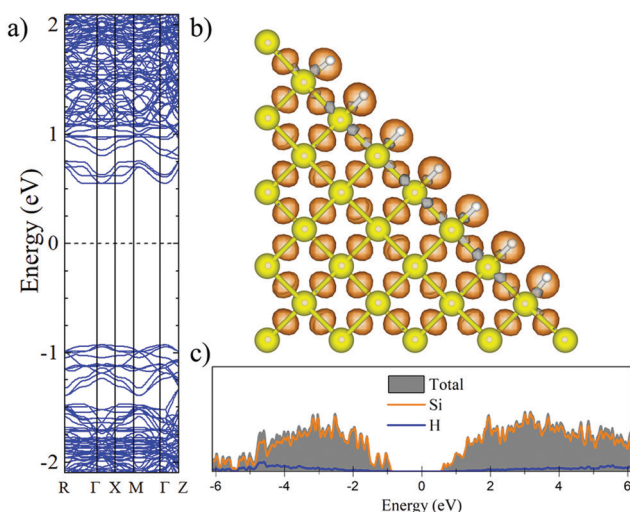 a)
2
1
0
-1
-2
Energy (eV)
R Γ X M Γ Z
b)
c)
Total
Si
H
-6 -4 -2 0 2 4 6
Energy (eV)